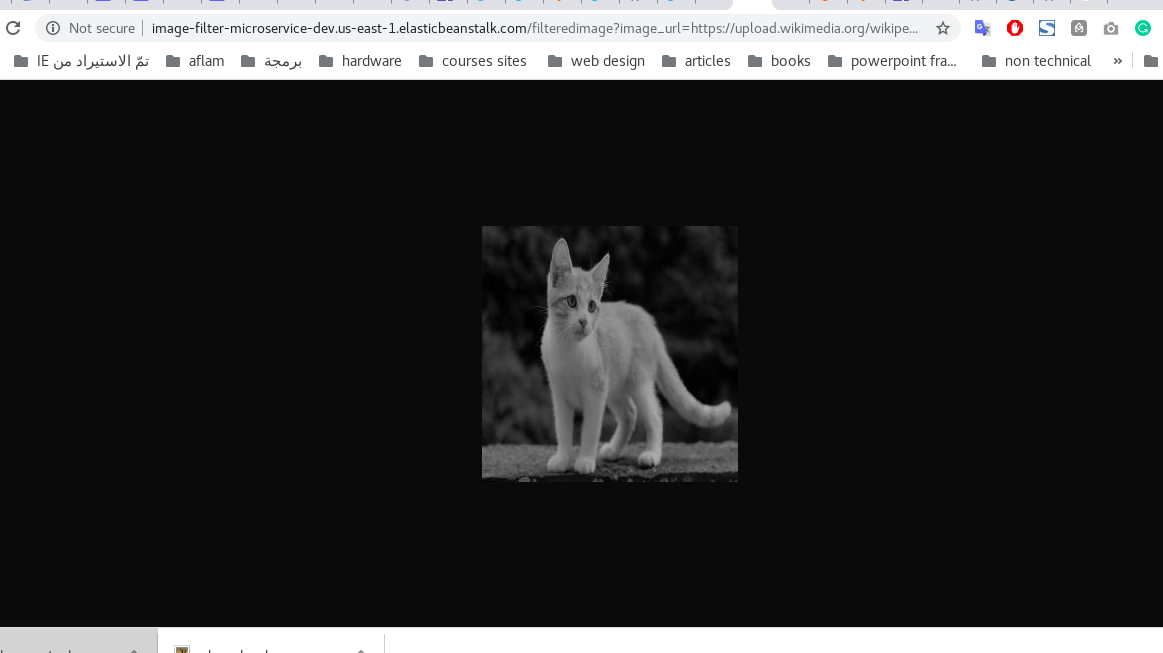 Not secure image-filter-microservice-dev.us-east-1.elasticbeanstalk.com/filteredimage?image_url=https://upload.wikimedia.org/wikipe...
تمّ الاستيراد من IE aflam برمجة hardware courses sites web design articles books powerpoint fra... non technical »